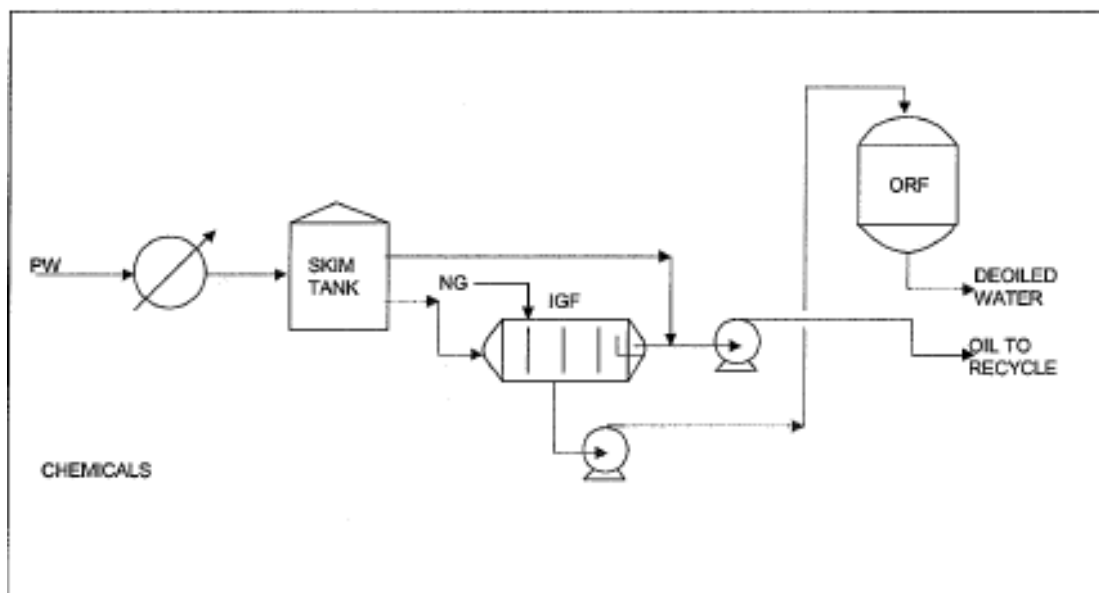 ORF
PW
SKIM
TANK
NG
IGF
DEOILED
WATER
OIL TO
RECYCLE
CHEMICALS